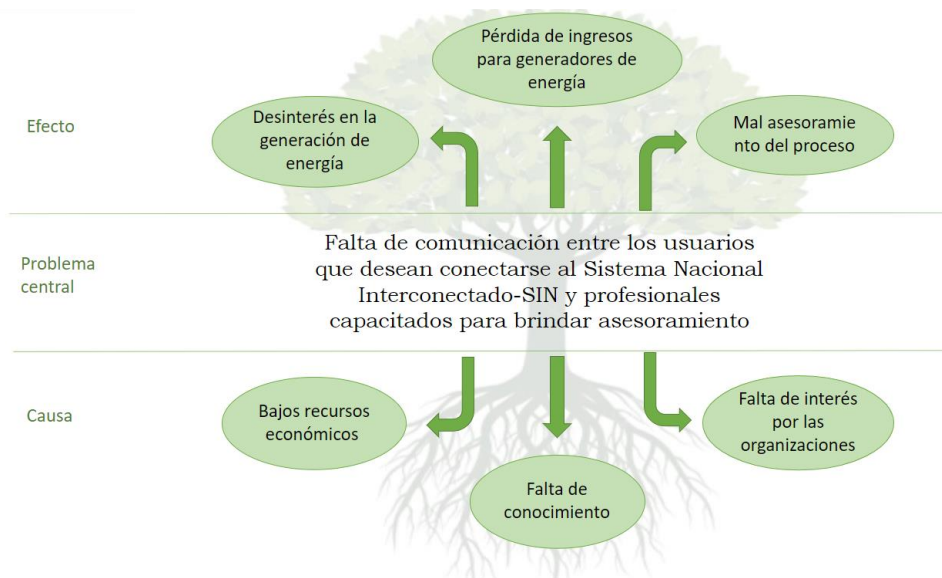 Pérdida de ingresos
para generadores de
energía
Efecto
Desinterés en la
generación de
energía
Mal asesoramie
nto del proceso
Problema
central
Falta de comunicación entre los usuarios
que desean conectarse al Sistema Nacional
Interconectado-SIN y profesionales
capacitados para brindar asesoramiento
Causa
Bajos recursos
económicos
Falta de interés
por las
organizaciones
Falta de
conocimiento